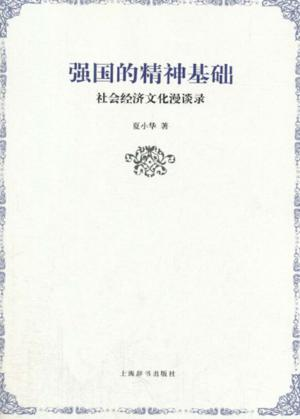 强国的精神基础
社会经济文化漫谈录
夏小华 著
上海辞书出版社